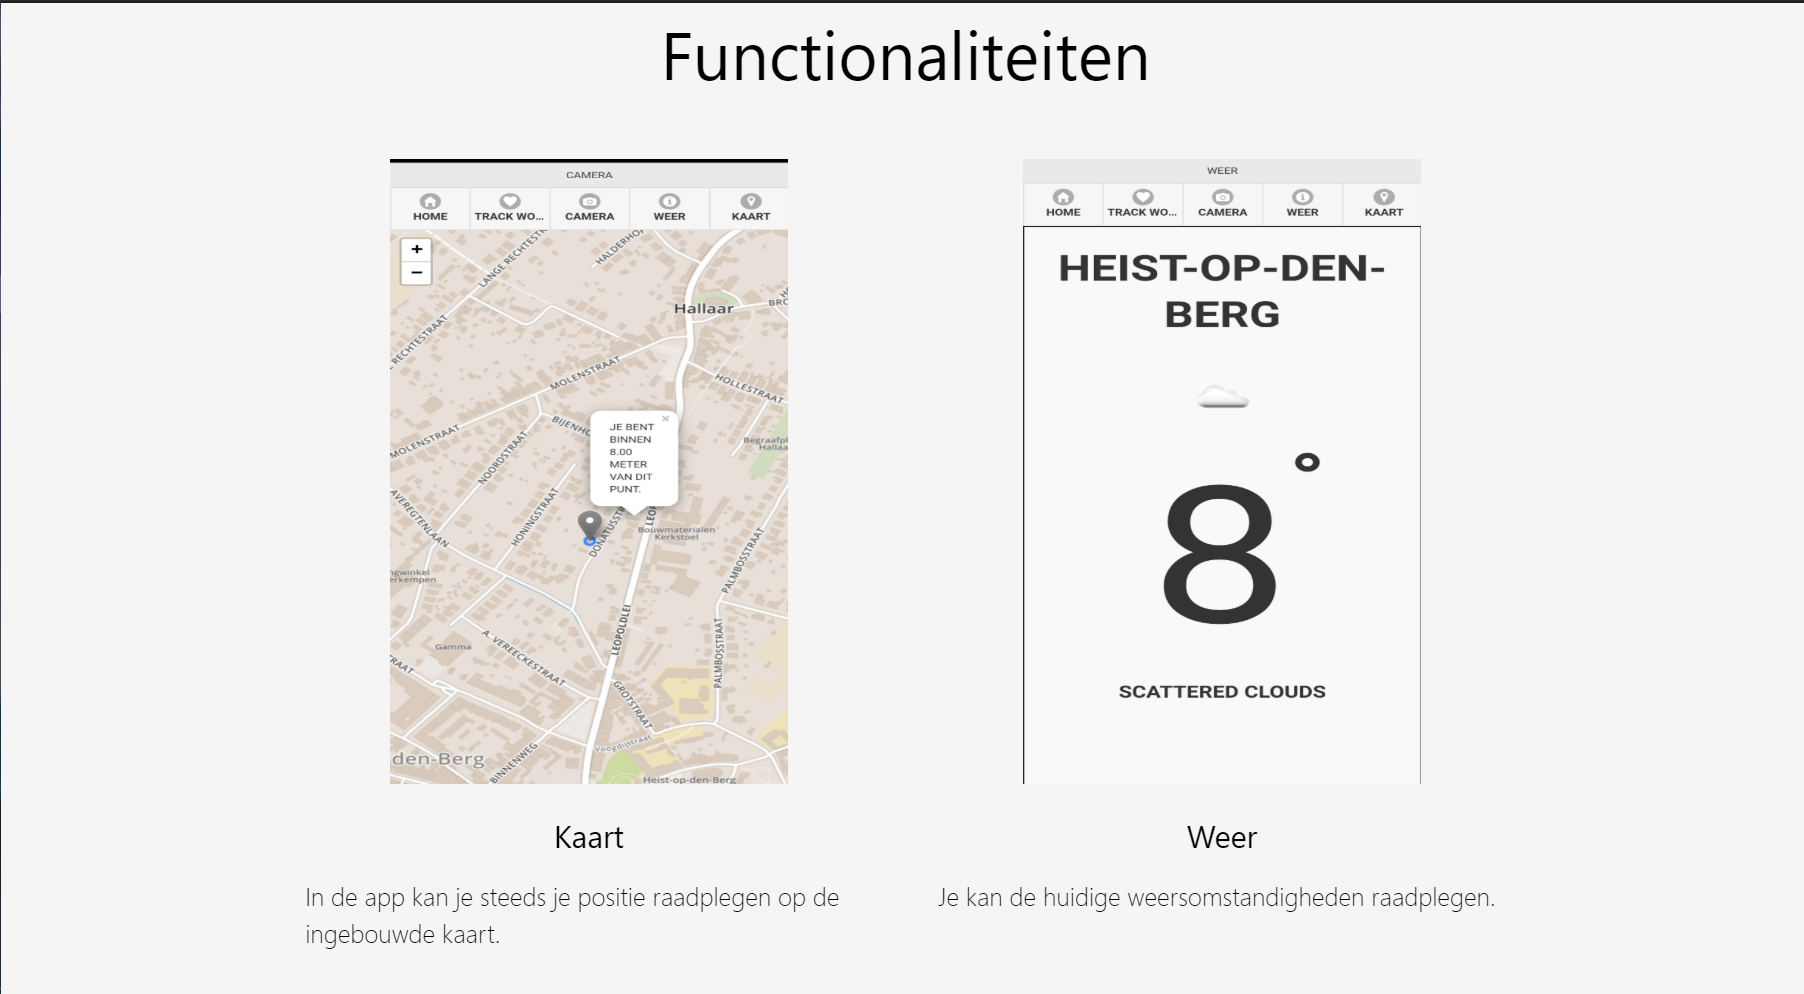 Functionaliteiten
CAMERA
HOME
TRACK WO...
CAMERA
WEER
KAART
+
−
LANGE RECHTESTR
HALDERHO
Hallaar
BRO
RECHTESTRAAT
MOLENSTRAAT
HOLLESTRAAT
MOLENSTRAAT
NOORDSTRAAT
BIJENHO
Begraafpl
Hallaa
×
JE BENT
BINNEN
8.00
METER
VAN DIT
PUNT.
AVEREGTENLAAN
HONINGSTRAAT
DONATUSSTR
LEOP
Bouwmaterialen
Kerkstoel
PALMBOSSTRAAT
ngwinkel
erkempen
LEOPOLDLEI
Gamma
A. VEREECKESTRAAT
PALMBOSSTRAAT
RAAT
GROTSTRAAT
Voogdijstraat
den-Berg
BINNENWEG
Heist-op-den-Berg
Kaart
In de app kan je steeds je positie raadplegen op de
ingebouwde kaart.
WEER
HOME
TRACK WO...
CAMERA
WEER
KAART
HEIST-OP-DEN-
BERG
8°
SCATTERED CLOUDS
Weer
Je kan de huidige weersomstandigheden raadplegen.